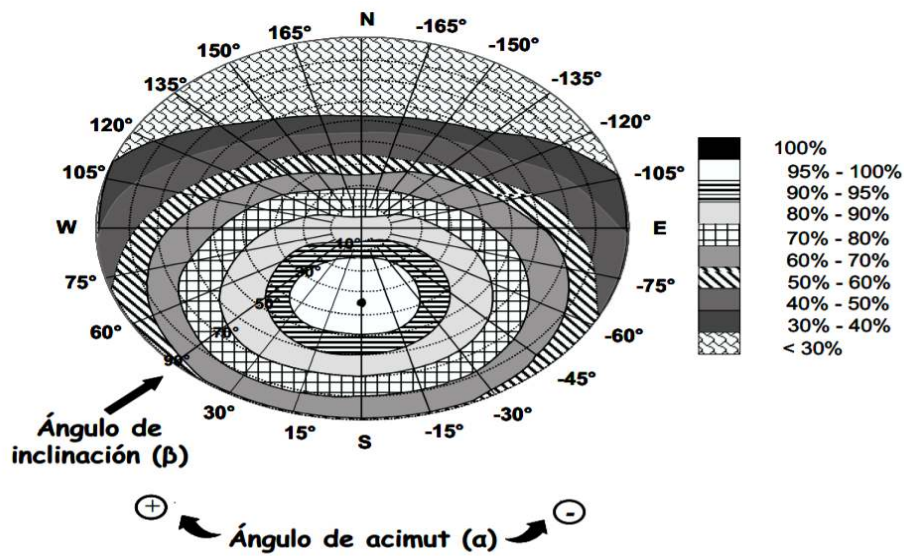 N
165°
-165°
150°
-150°
135°
-135°
120°
-120°
105°
-105°
W
E
75°
-75°
60°
-60°
-45°
30°
-30°
15°
-15°
S
10°
50°
70°
90°
100%
95% - 100%
90% - 95%
80% - 90%
70% - 80%
60% - 70%
50% - 60%
40% - 50%
30% - 40%
< 30%
Ángulo de
inclinación (β)
+
Ángulo de acimut (α)
-